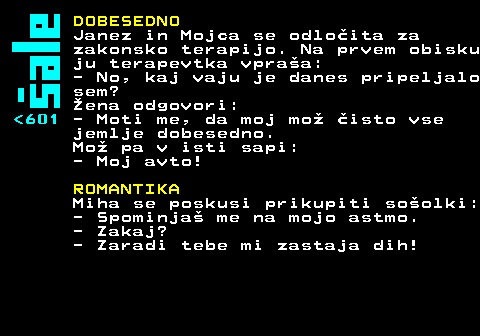 šale
<601
DOBESEDNO
Janez in Mojca se odločita za
zakonsko terapijo. Na prvem obisku
ju terapevtka vpraša:
- No, kaj vaju je danes pripeljalo
sem?
Žena odgovori:
- Moti me, da moj mož čisto vse
jemlje dobesedno.
Mož pa v isti sapi:
- Moj avto!
ROMANTIKA
Miha se poskusi prikupiti sošolki:
- Spominjaš me na mojo astmo.
- Zakaj?
- Zaradi tebe mi zastaja dih!